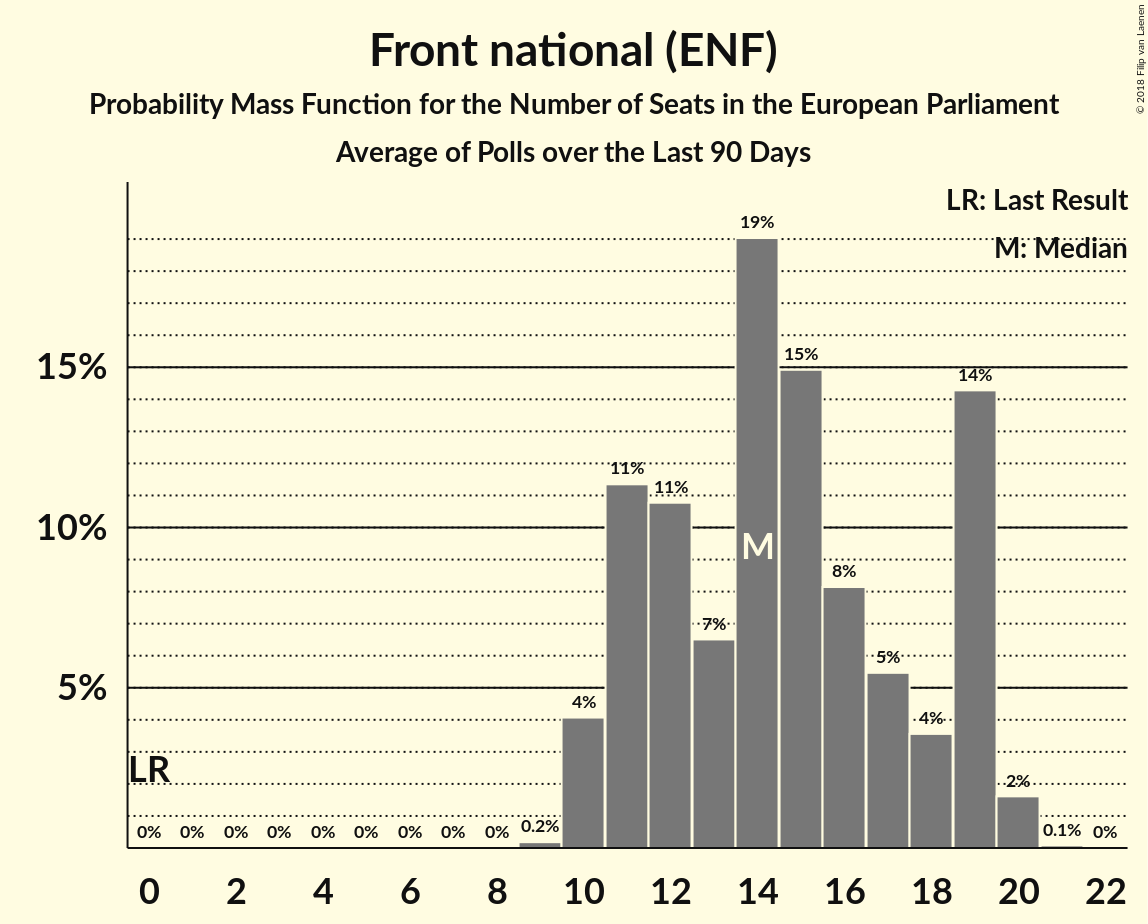 Front national (ENF)
Probability Mass Function for the Number of Seats in the European Parliament
Average of Polls over the Last 90 Days
© 2018 Filip van Laenen
LR: Last Result
M: Median
19%
15%
15%
14%
11%
11%
10%
M
8%
7%
5%
5%
4%
4%
LR
2%
0% 0% 0% 0% 0% 0% 0% 0% 0% 0.2% 0.1% 0%
0 2 4 6 8 10 12 14 16 18 20 22